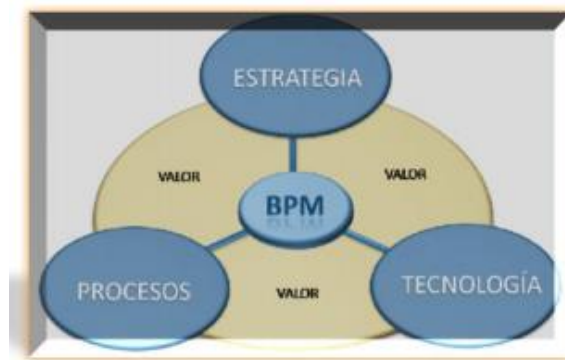 ESTRATEGIA
VALOR
VALOR
BPM
PROCESOS
VALOR
TECNOLOGÍA